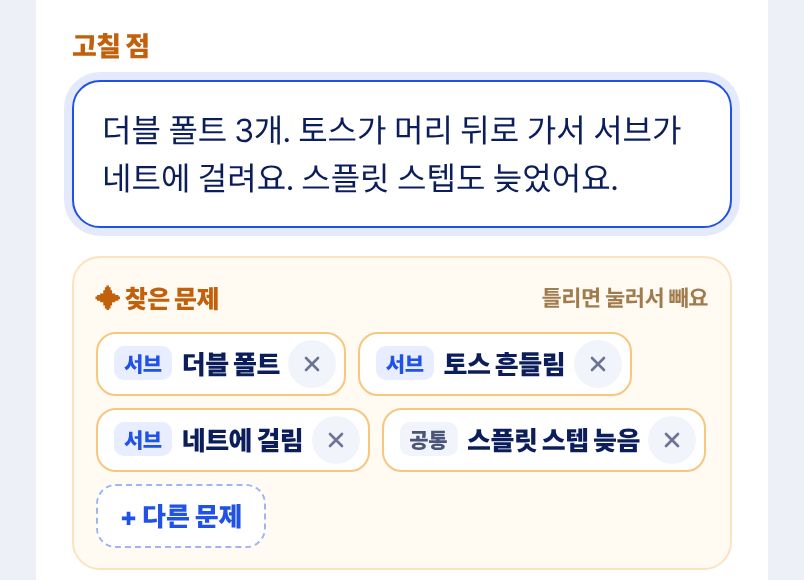 고칠 점
더블 폴트 3개. 토스가 머리 뒤로 가서 서브가
네트에 걸려요. 스플릿 스텝도 늦었어요.
찾은 문제 틀리면 눌러서 빼요
서브 더블 폴트 × 서브 토스 흔들림 ×
서브 네트에 걸림 × 공통 스플릿 스텝 늦음 ×
+ 다른 문제